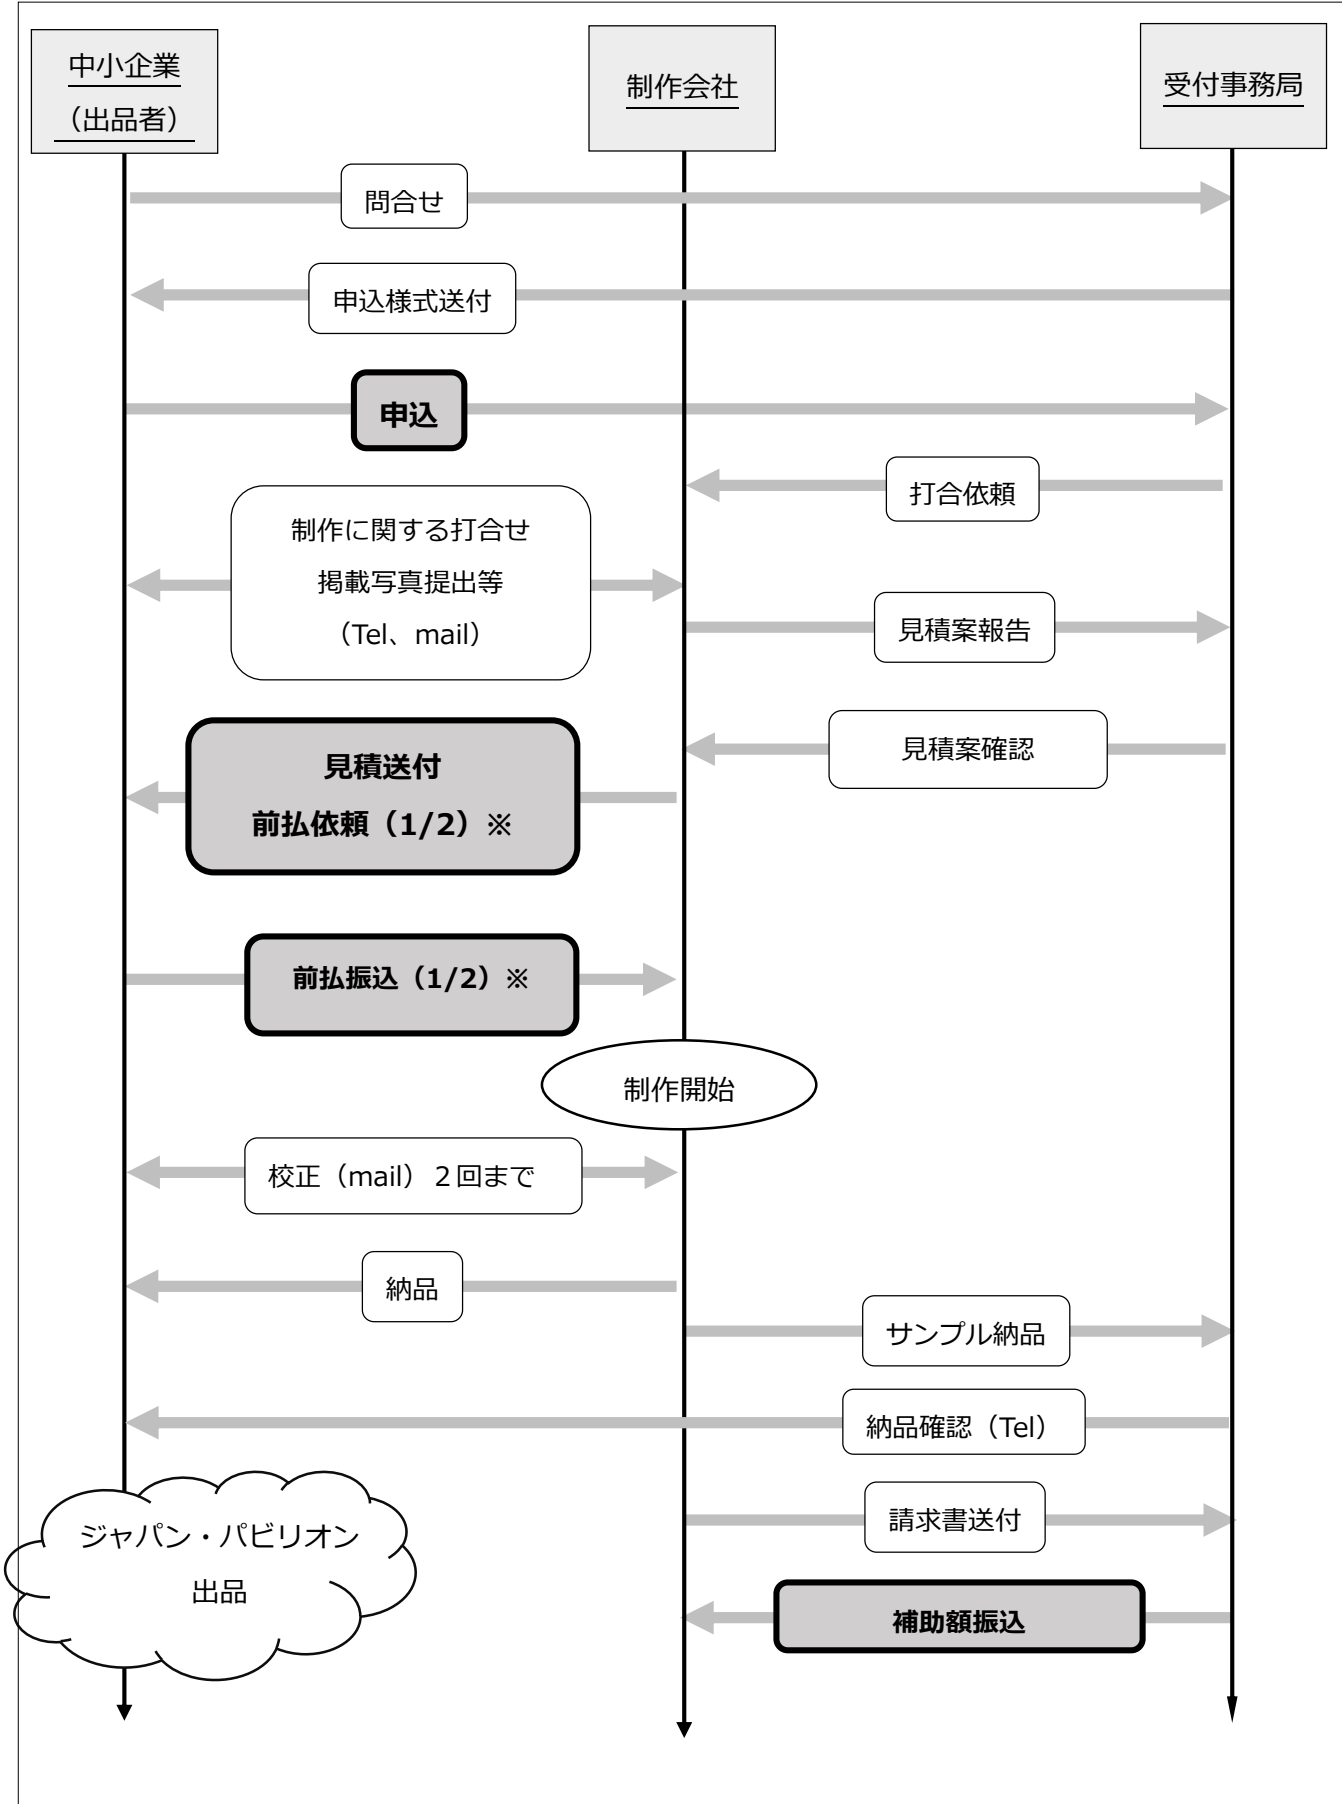 中小企業
（出品者）
制作会社
受付事務局
問合せ
申込様式送付
申込
打合依頼
制作に関する打合せ
掲載写真提出等
（Tel、mail）
見積案報告
見積案確認
見積送付
前払依頼（1/2）※
前払振込（1/2）※
制作開始
校正（mail）２回まで
納品
サンプル納品
納品確認（Tel）
請求書送付
ジャパン・パビリオン
出品
補助額振込